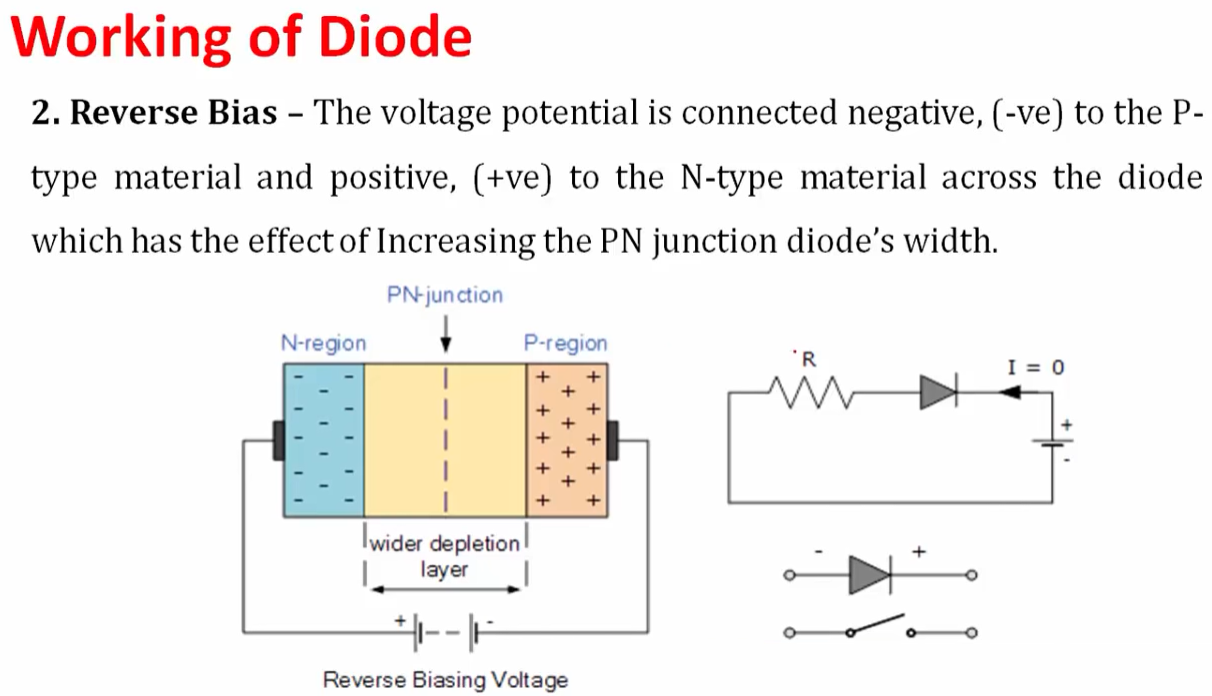 Working of Diode
2. Reverse Bias – The voltage potential is connected negative, (-ve) to the P-
type material and positive, (+ve) to the N-type material across the diode
which has the effect of Increasing the PN junction diode’s width.
PN-junction
N-region
P-region
- - - - - - - - - - - - - -
+ + + + + + + + + + + + + +
wider depletion
layer
+ -
Reverse Biasing Voltage
R
I = 0
+
-
- +